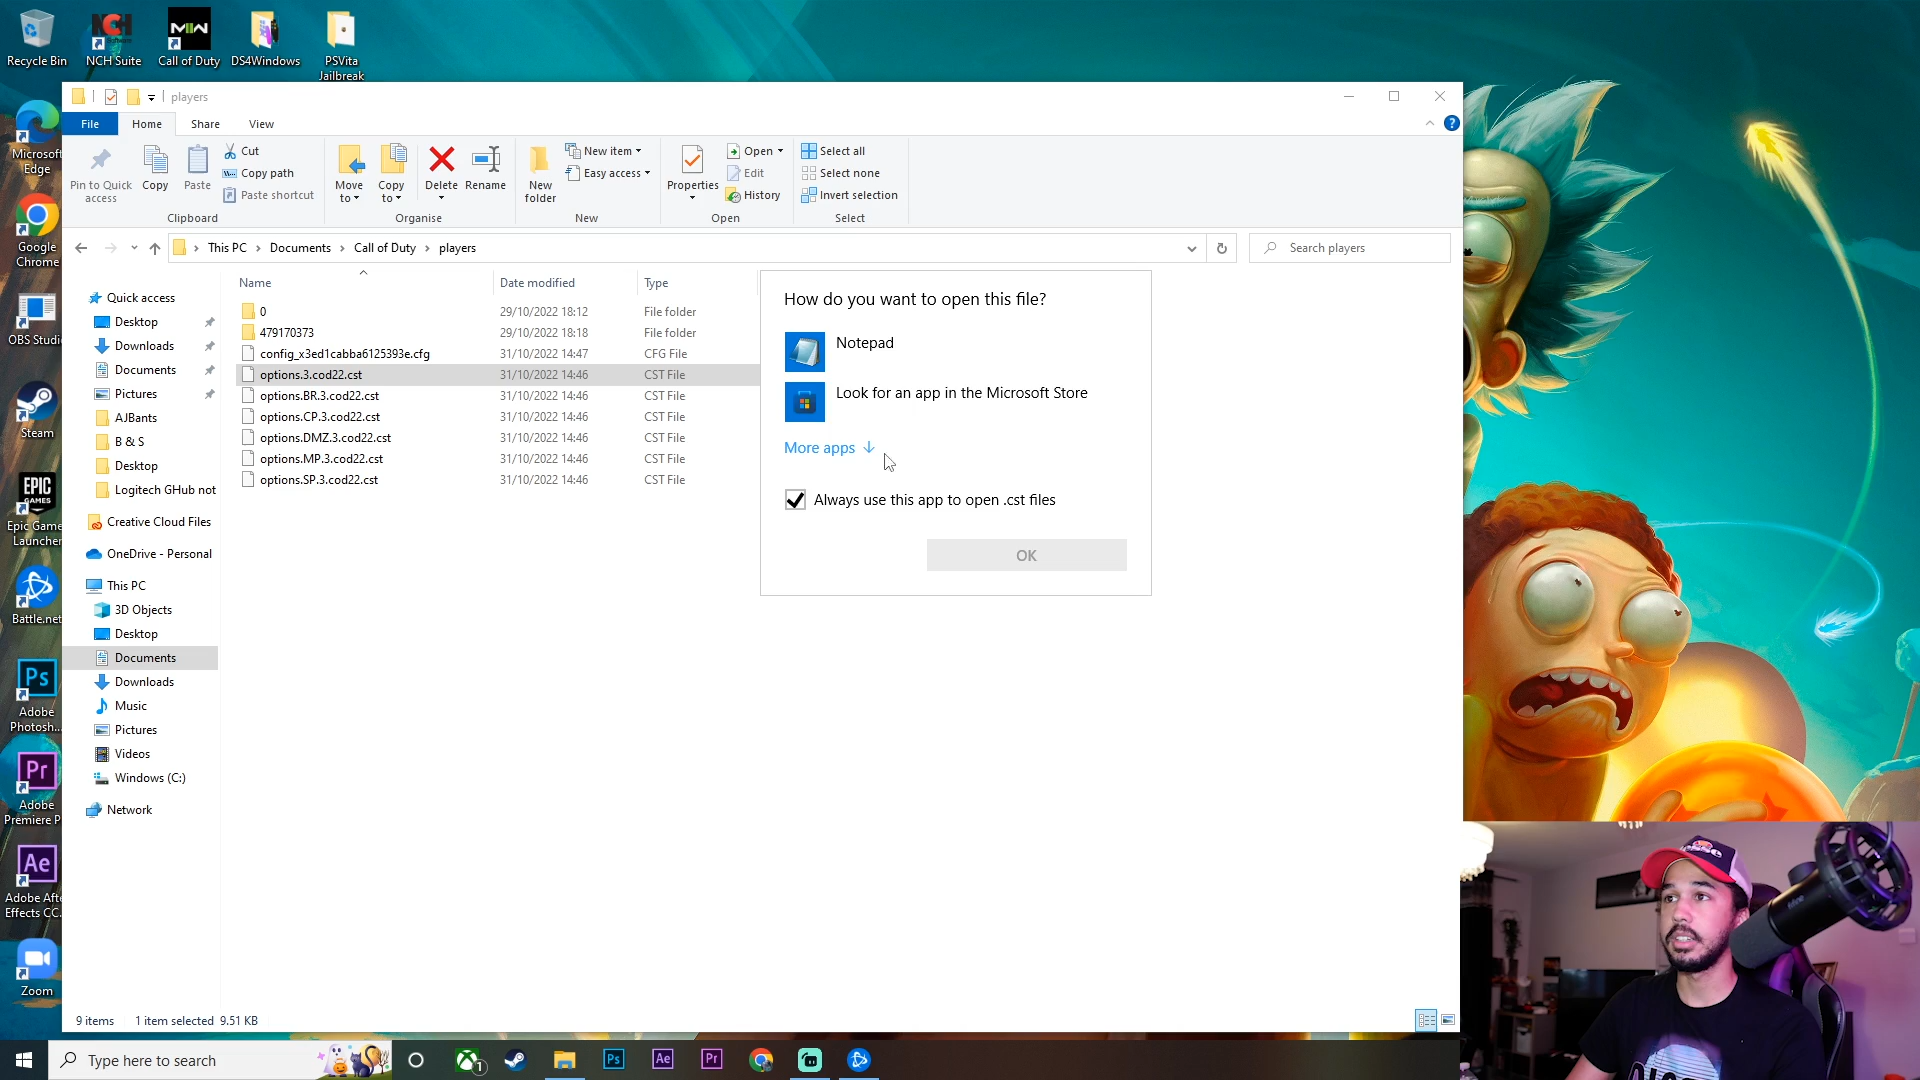 Recycle Bin
NCH Suite
Call of Duty
DS4Windows
PSVita
Jailbreak
players
File
Home
Share
View
Pin to Quick
access
Copy
Paste
Cut
Copy path
Paste shortcut
Clipboard
Move
to
Copy
to
Delete
Rename
Organise
New
folder
New item
Easy access
New
Properties
Open
Edit
History
Open
Select all
Select none
Invert selection
Select
This PC
Documents
Call of Duty
players
Search players
Name
Date modified
Type
0 29/10/2022 18:12 File folder
479170373 29/10/2022 18:18 File folder
config_x3ed1cabba6125393e.cfg 31/10/2022 14:47 CFG File
options.3.cod22.cst 31/10/2022 14:46 CST File
options.BR.3.cod22.cst 31/10/2022 14:46 CST File
options.CP.3.cod22.cst 31/10/2022 14:46 CST File
options.DMZ.3.cod22.cst 31/10/2022 14:46 CST File
options.MP.3.cod22.cst 31/10/2022 14:46 CST File
options.SP.3.cod22.cst 31/10/2022 14:46 CST File
How do you want to open this file?
Notepad
Look for an app in the Microsoft Store
More apps
Always use this app to open .cst files
OK
Quick access
Desktop
Downloads
Documents
Pictures
AJBants
B & S
Desktop
Logitech GHub not
Creative Cloud Files
OneDrive - Personal
This PC
3D Objects
Desktop
Documents
Downloads
Music
Pictures
Videos
Windows (C:)
Network
9 items
1 item selected 9.51 KB
Microsoft
Edge
Google
Chrome
OBS Studi
Steam
EPIC
GAMES
Epic Game
Launcher
Battle.net
Ps
Adobe
Photosh...
Pr
Adobe
Premiere P
Ae
Adobe Afte
Effects CC.
Zoom
Type here to search
1
Ps
Ae
Pr